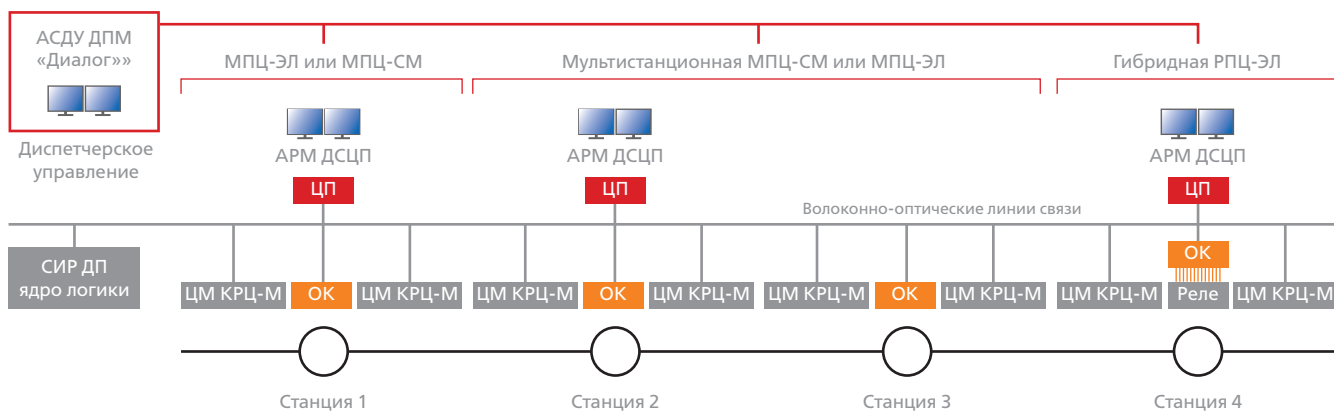 АСДУ ДПМ
«Диалог»»
Диспетчерское
управление
МПЦ-ЭЛ или МПЦ-СМ
Мультистанционная МПЦ-СМ или МПЦ-ЭЛ
Гибридная РПЦ-ЭЛ
АРМ ДСЦП
АРМ ДСЦП
АРМ ДСЦП
ЦП
ЦП
ЦП
Волоконно-оптические линии связи
СИР ДП
ядро логики
ЦМ КРЦ-М
ОК
ЦМ КРЦ-М
ЦМ КРЦ-М
ОК
ЦМ КРЦ-М
ЦМ КРЦ-М
ОК
ЦМ КРЦ-М
ЦМ КРЦ-М
ОК
Реле
ЦМ КРЦ-М
Станция 1
Станция 2
Станция 3
Станция 4